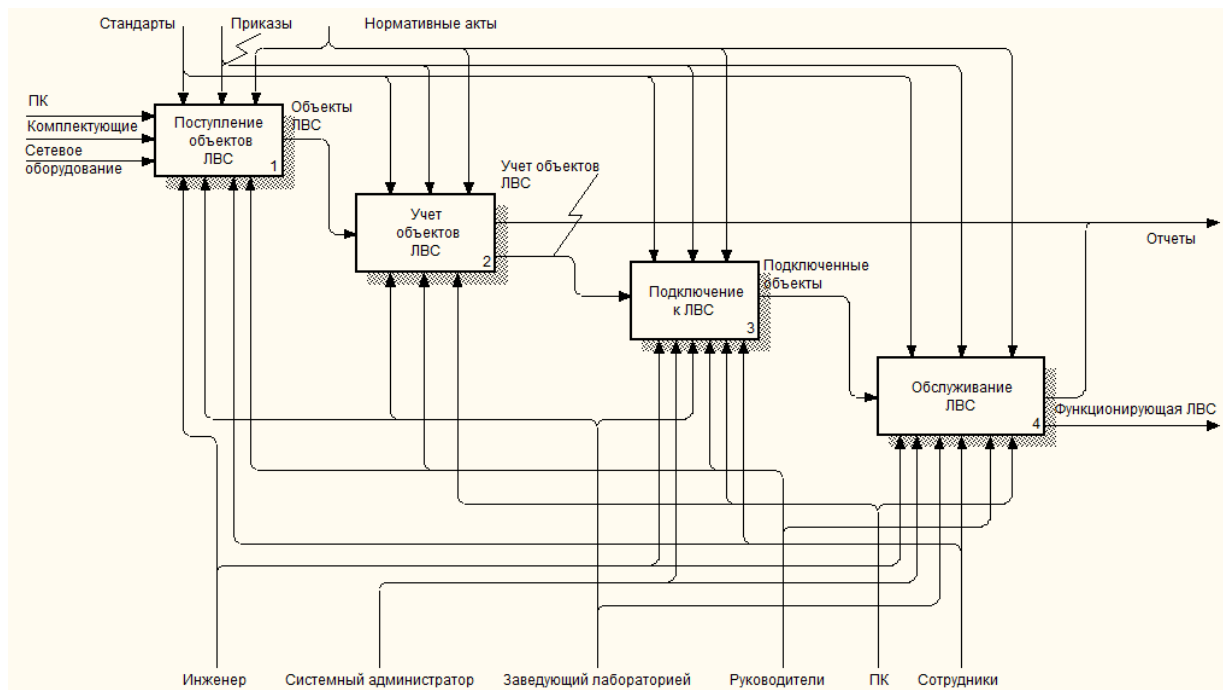 Стандарты
Приказы
Нормативные акты
ПК
Комплектующие
Сетевое
оборудование
Поступление
объектов
ЛВС
1
Объекты
ЛВС
Учет
объектов
ЛВС
2
Учет объектов
ЛВС
Отчеты
Подключение
к ЛВС
3
Подключенные
объекты
Обслуживание
ЛВС
4
Функционирующая ЛВС
Инженер
Системный администратор
Заведующий лабораторией
Руководители
ПК
Сотрудники